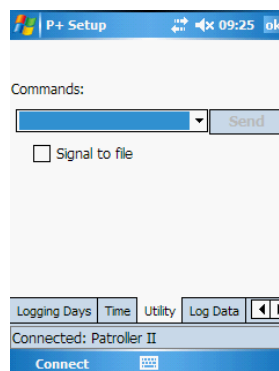 P+ Setup 09:25 ok
Commands:
Send
Signal to file
Logging Days Time Utility Log Data
Connected: Patroller II
Connect